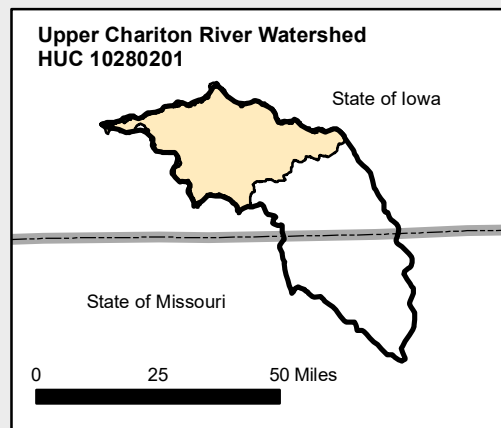 Upper Chariton River Watershed
HUC 10280201
State of Iowa
State of Missouri
0 25 50 Miles